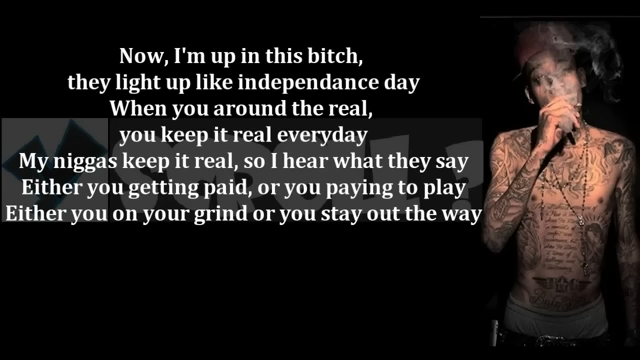 Now, I'm up in this bitch,
they light up like independance day
When you around the real,
you keep it real everyday
My niggas keep it real, so I hear what they say
Either you getting paid, or you paying to play
Either you on your grind or you stay out the way